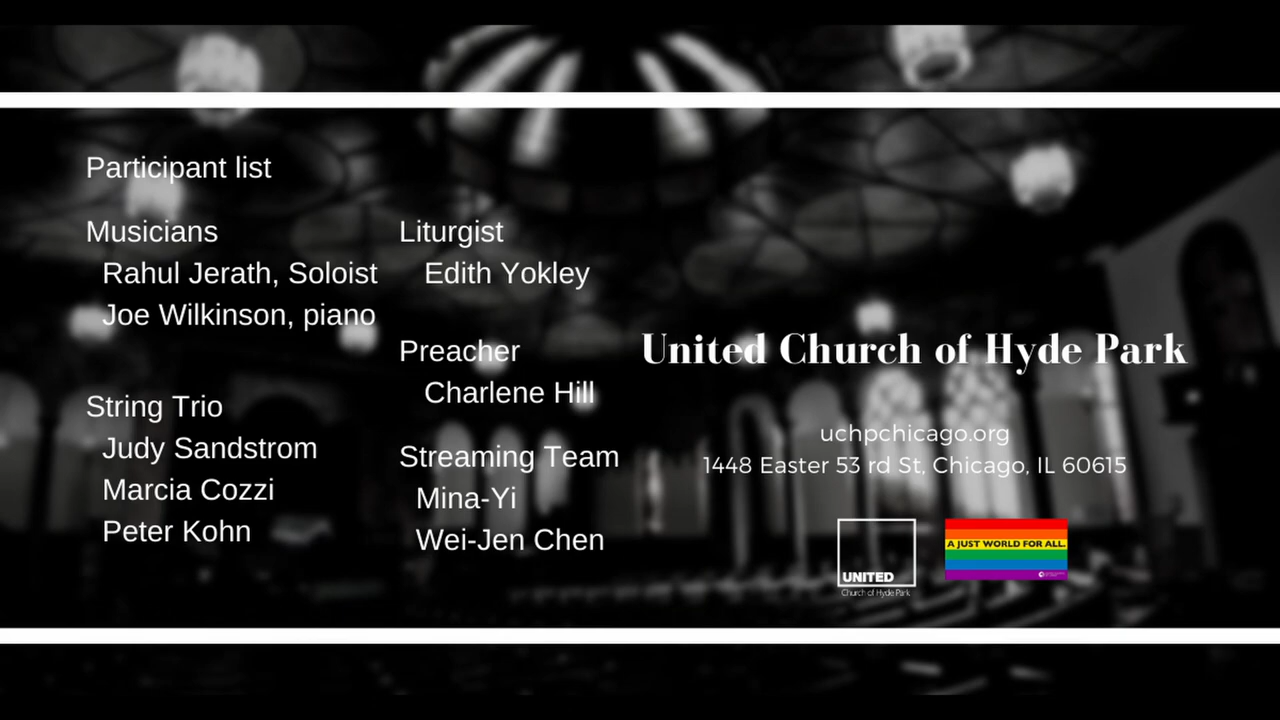 Participant list
Musicians
Rahul Jerath, Soloist
Joe Wilkinson, piano
String Trio
Judy Sandstrom
Marcia Cozzi
Peter Kohn
Liturgist
Edith Yokley
Preacher
Charlene Hill
Streaming Team
Mina-Yi
Wei-Jen Chen
United Church of Hyde Park
uchpchicago.org
1448 Easter 53 rd St, Chicago, IL 60615
UNITED
Church of Hyde Park
A JUST WORLD FOR ALL.